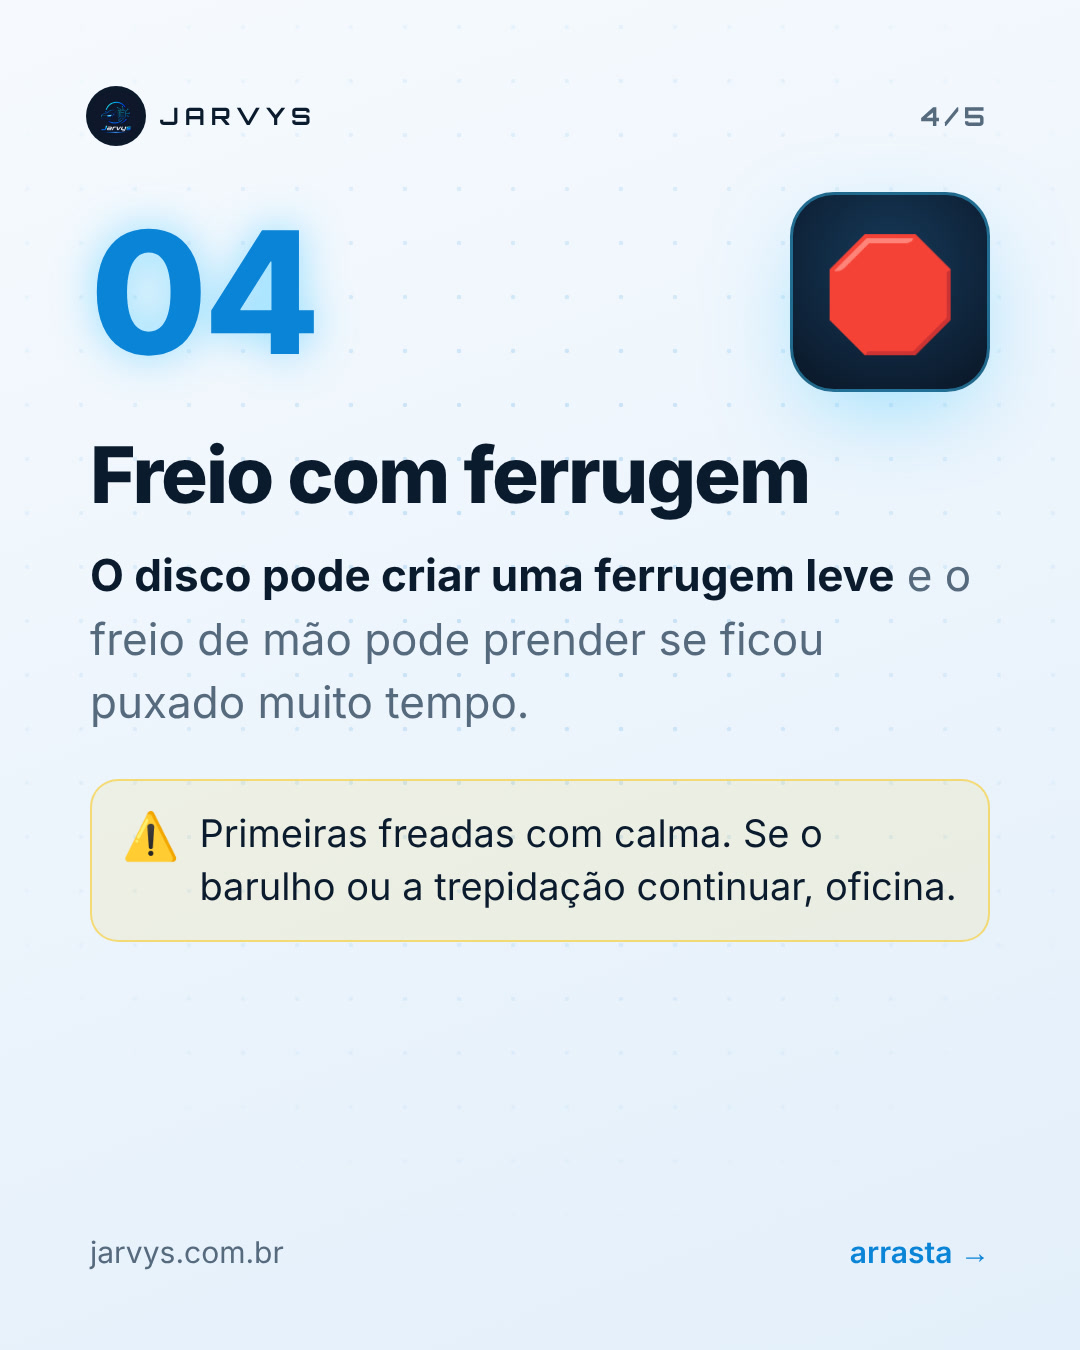 Jarvys
JARVYS
4/5
04
Freio com ferrugem
O disco pode criar uma ferrugem leve e o
freio de mão pode prender se ficou
puxado muito tempo.
Primeiras freadas com calma. Se o
barulho ou a trepidação continuar, oficina.
jarvys.com.br
arrasta →